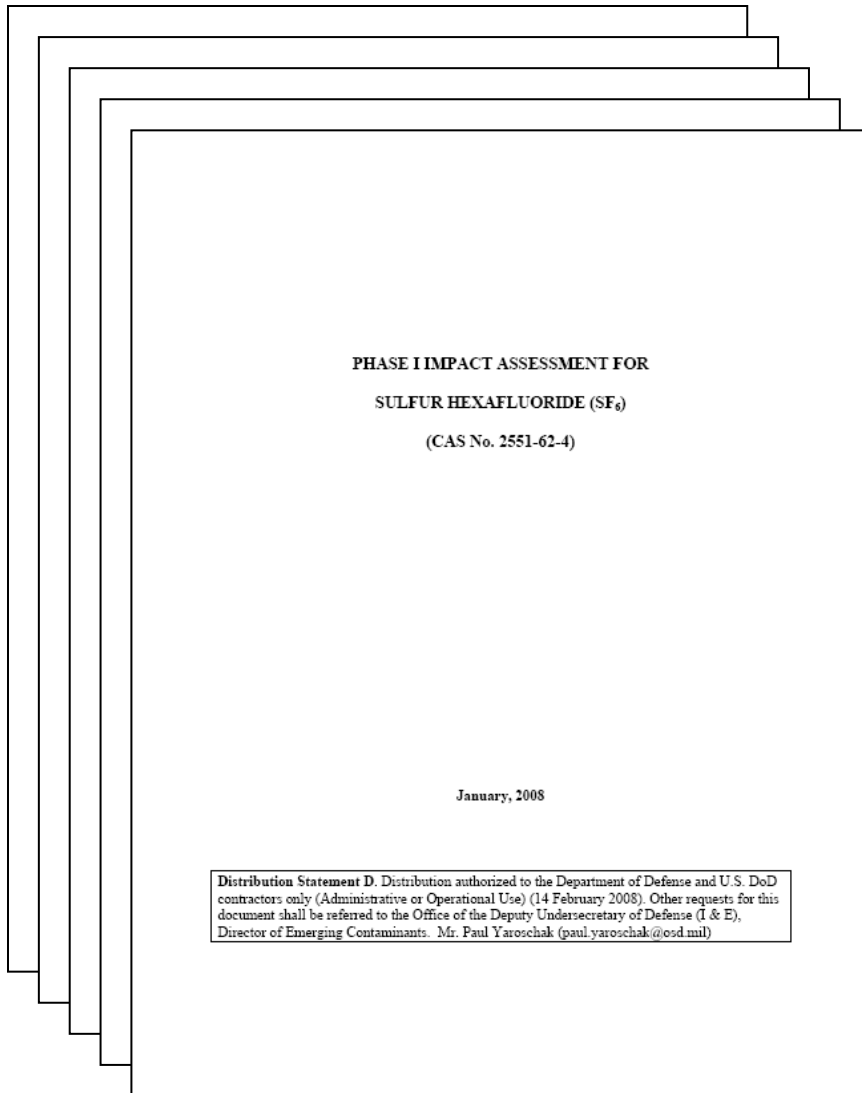 PHASE I IMPACT ASSESSMENT FOR
SULFUR HEXAFLUORIDE (SF₆)
(CAS No. 2551-62-4)
January, 2008
Distribution Statement D. Distribution authorized to the Department of Defense and U.S. DoD
contractors only (Administrative or Operational Use) (14 February 2008). Other requests for this
document shall be referred to the Office of the Deputy Undersecretary of Defense (I & E),
Director of Emerging Contaminants. Mr. Paul Yaroschak (paul.yaroschak@osd.mil)